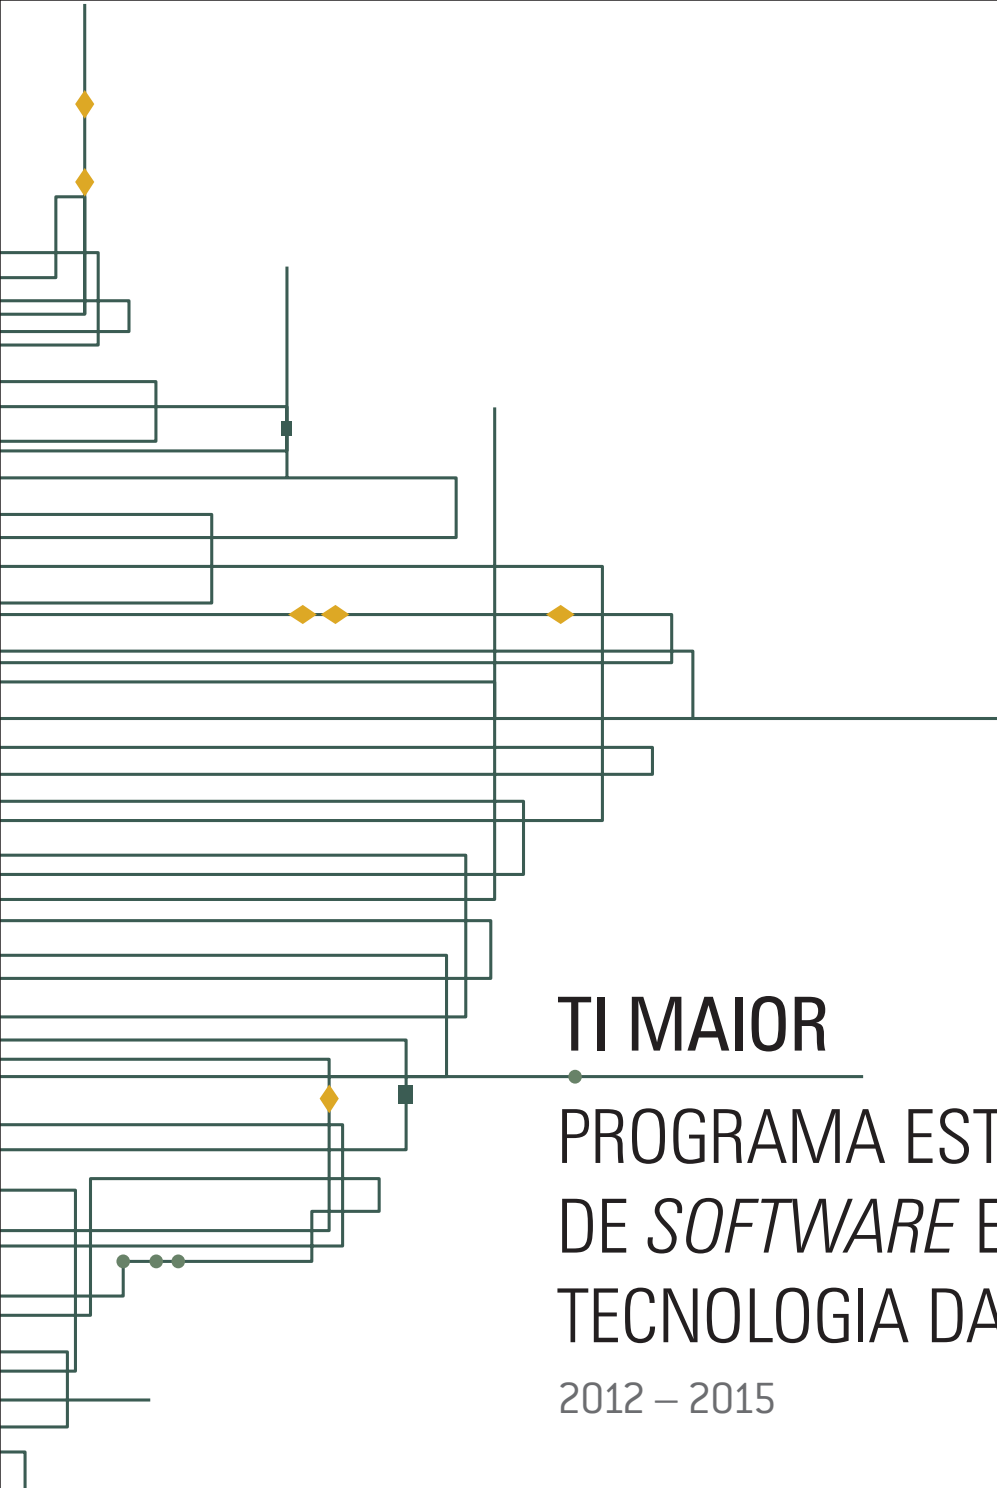 TI MAIOR
PROGRAMA EST
DE SOFTWARE E
TECNOLOGIA DA
2012 – 2015